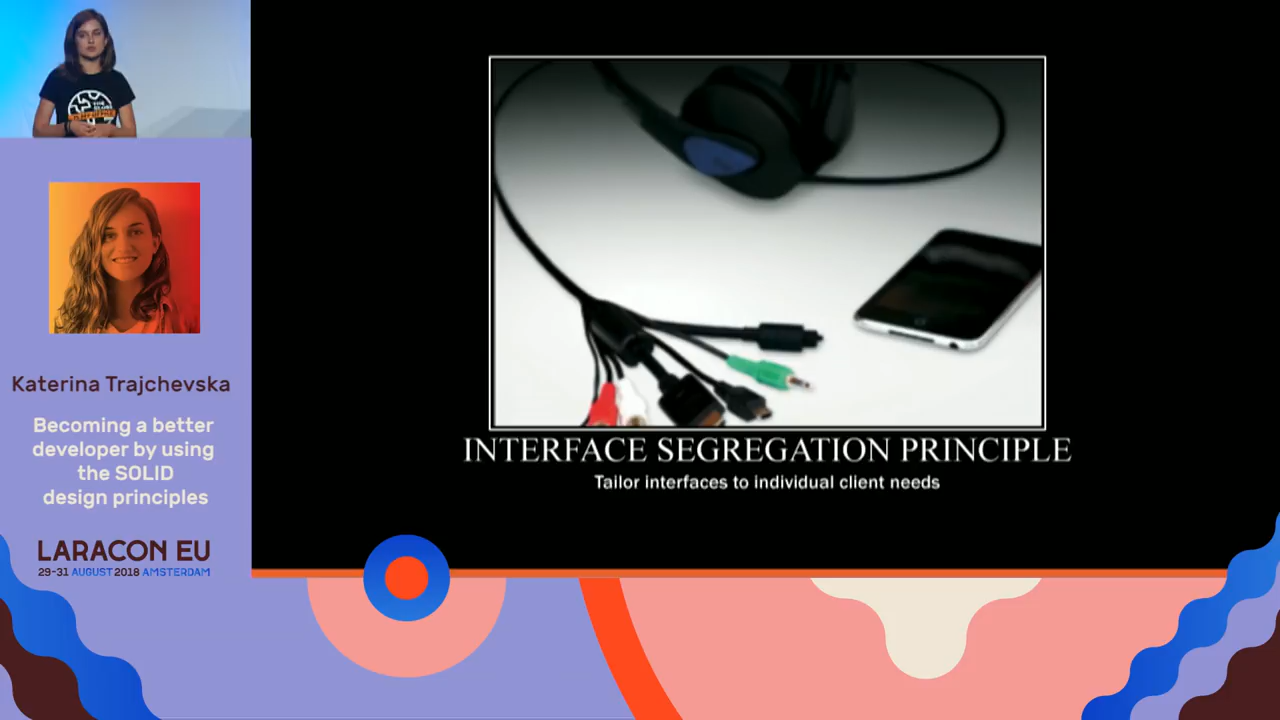 Katerina Trajchevska
Becoming a better
developer by using
the SOLID
design principles
LARACON EU
29-31 AUGUST 2018 AMSTERDAM
INTERFACE SEGREGATION PRINCIPLE
Tailor interfaces to individual client needs